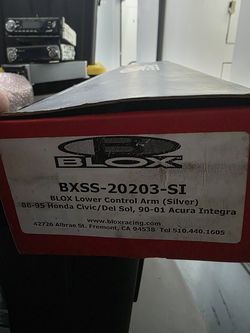 BLOX
BXSS-20203-SI
BLOX Lower Control Arm (Silver)
88-95 Honda Civic/Del Sol, 90-01 Acura Integra
www.bloxracing.com
42726 Albrae St. Fremont, CA 94538 Tel 510.440.1605